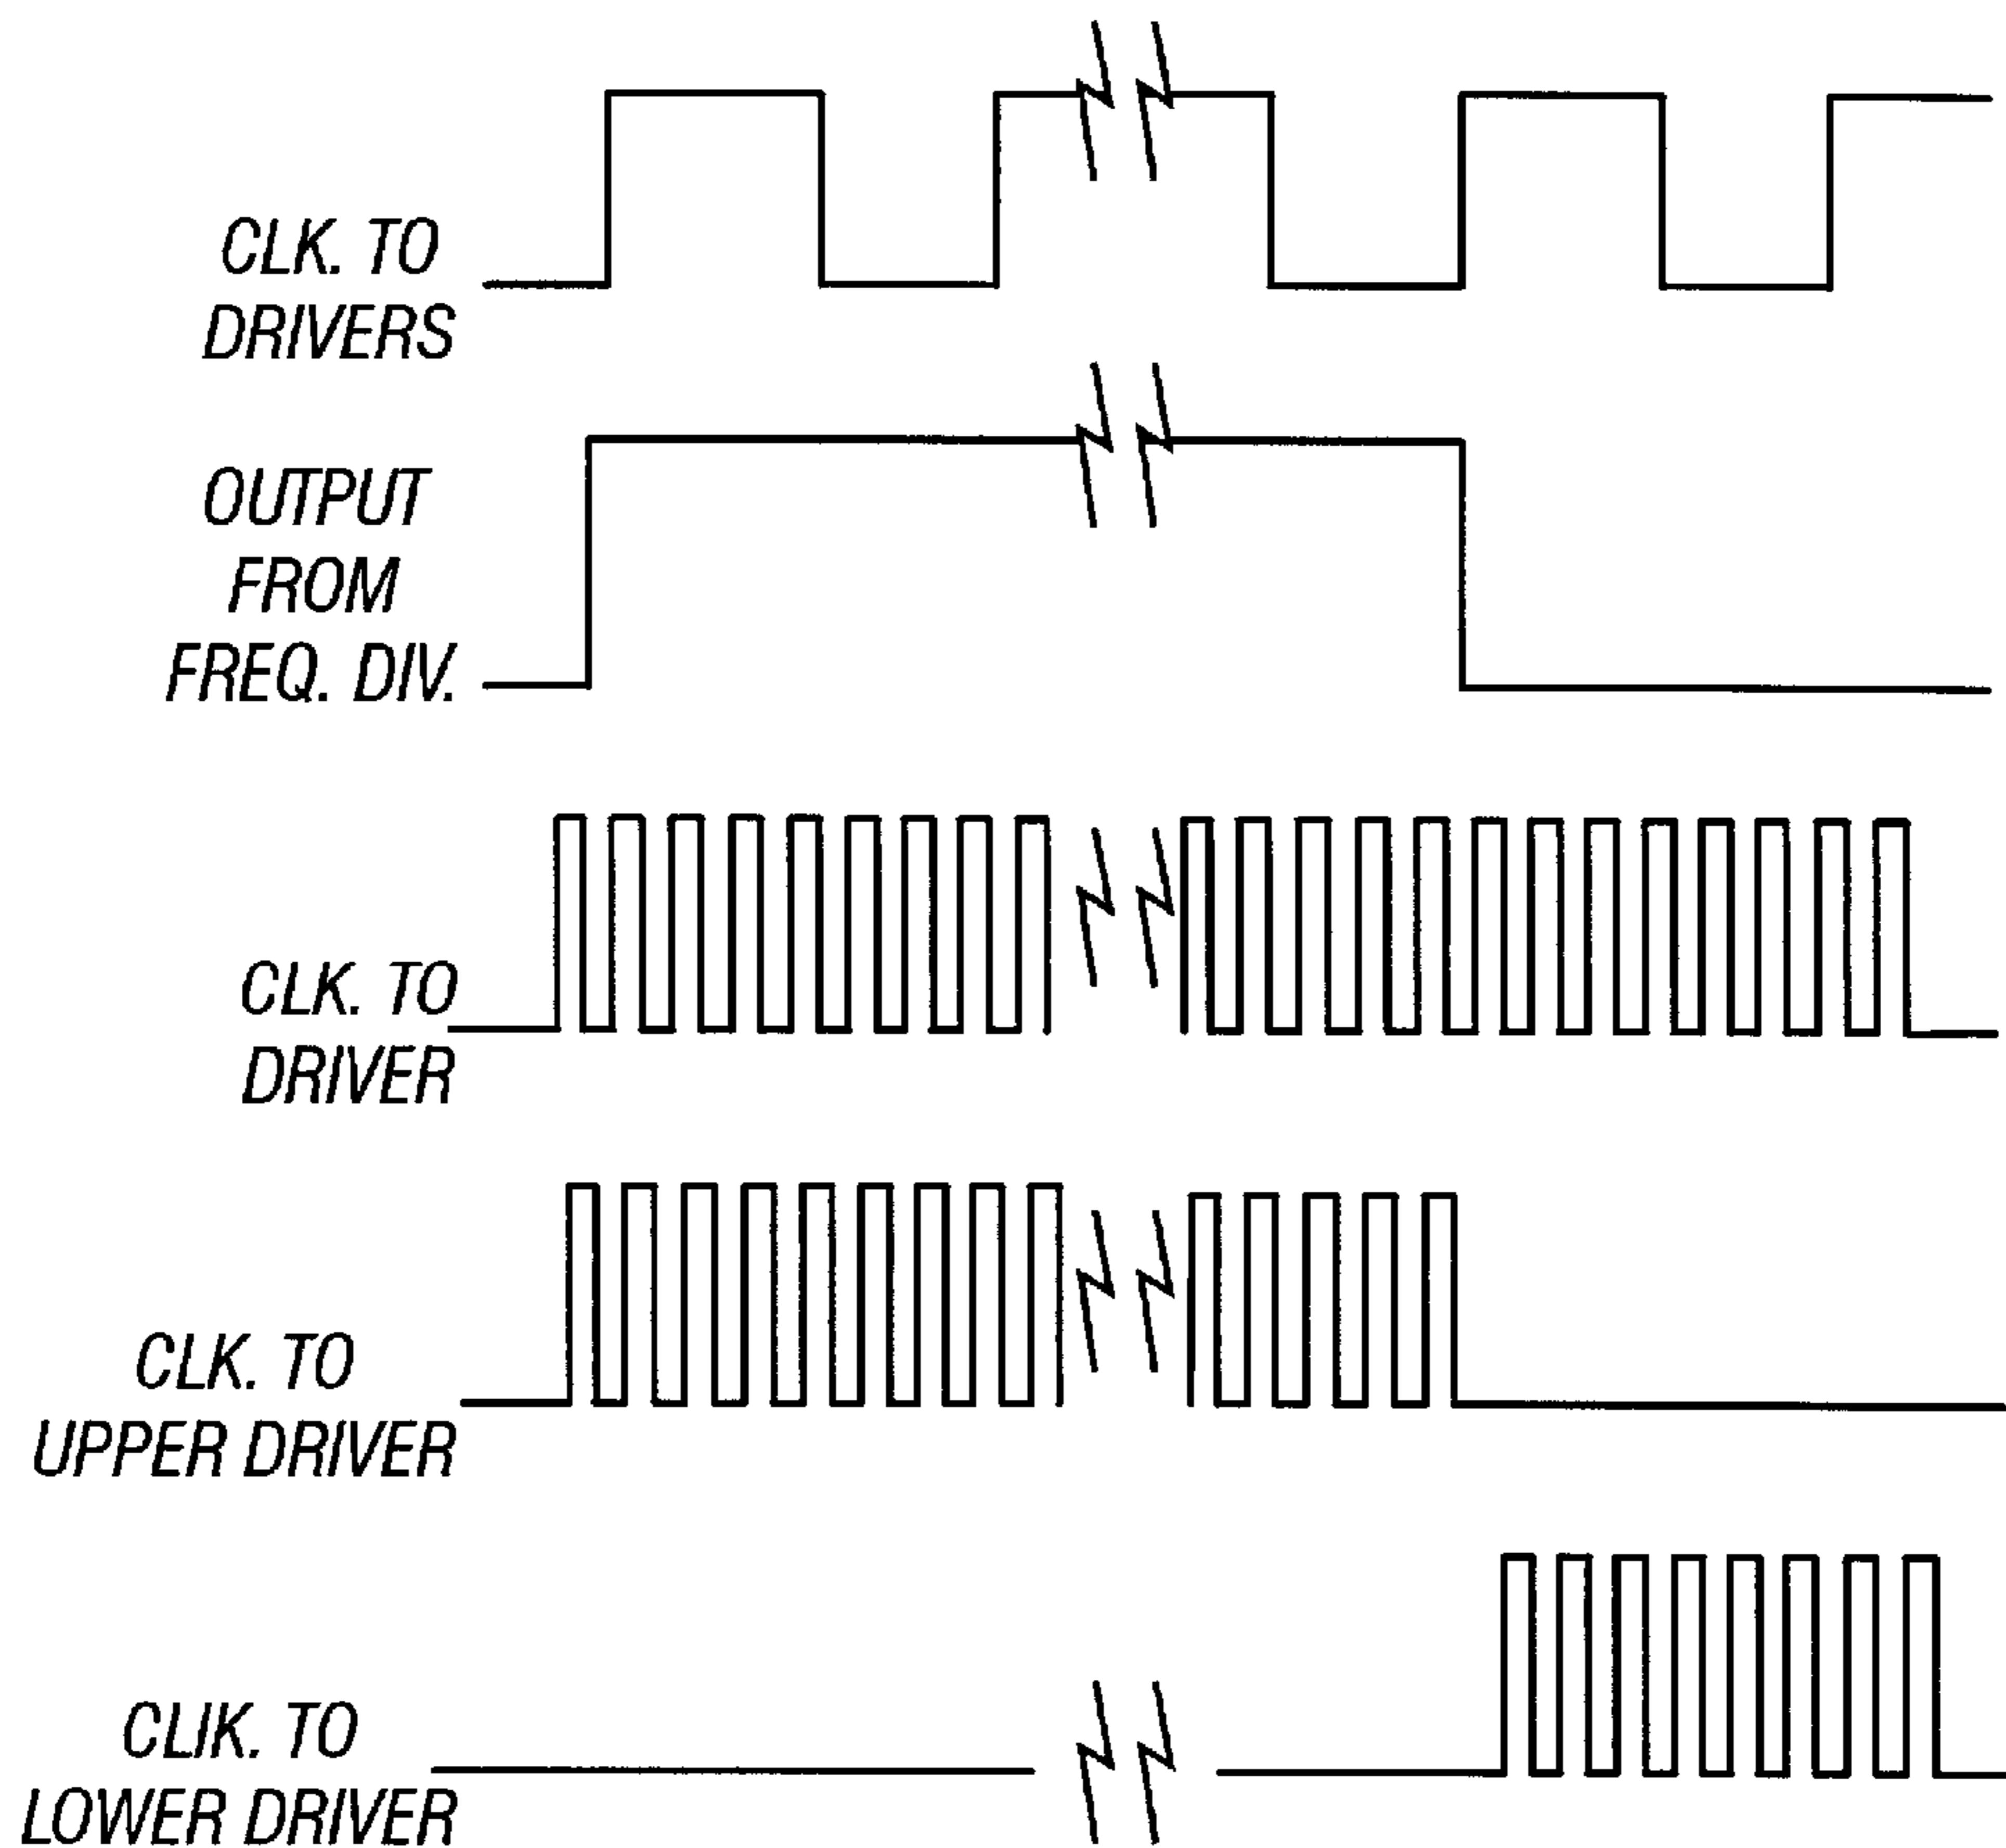 CLK. TO
DRIVERS
OUTPUT
FROM
FREQ. DIV.
CLK. TO
DRIVER
CLK. TO
UPPER DRIVER
CLIK. TO
LOWER DRIVER